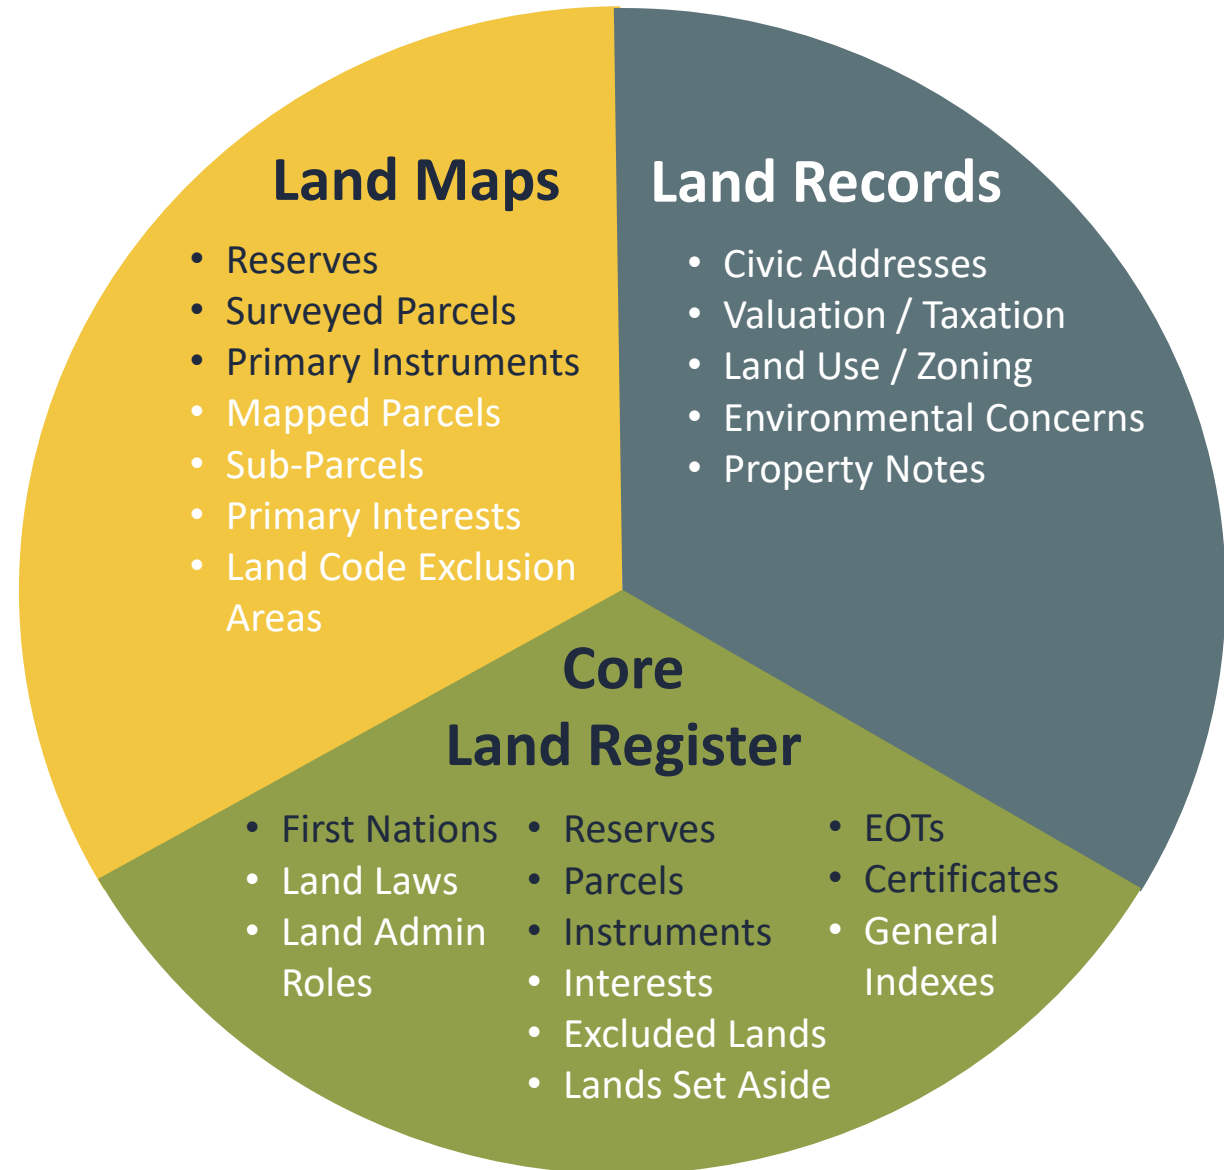 Land Maps
• Reserves
• Surveyed Parcels
• Primary Instruments
• Mapped Parcels
• Sub-Parcels
• Primary Interests
• Land Code Exclusion
Areas
Land Records
• Civic Addresses
• Valuation / Taxation
• Land Use / Zoning
• Environmental Concerns
• Property Notes
Core
Land Register
• First Nations
• Land Laws
• Land Admin
Roles
• Reserves
• Parcels
• Instruments
• Interests
• Excluded Lands
• Lands Set Aside
• EOTs
• Certificates
• General
Indexes